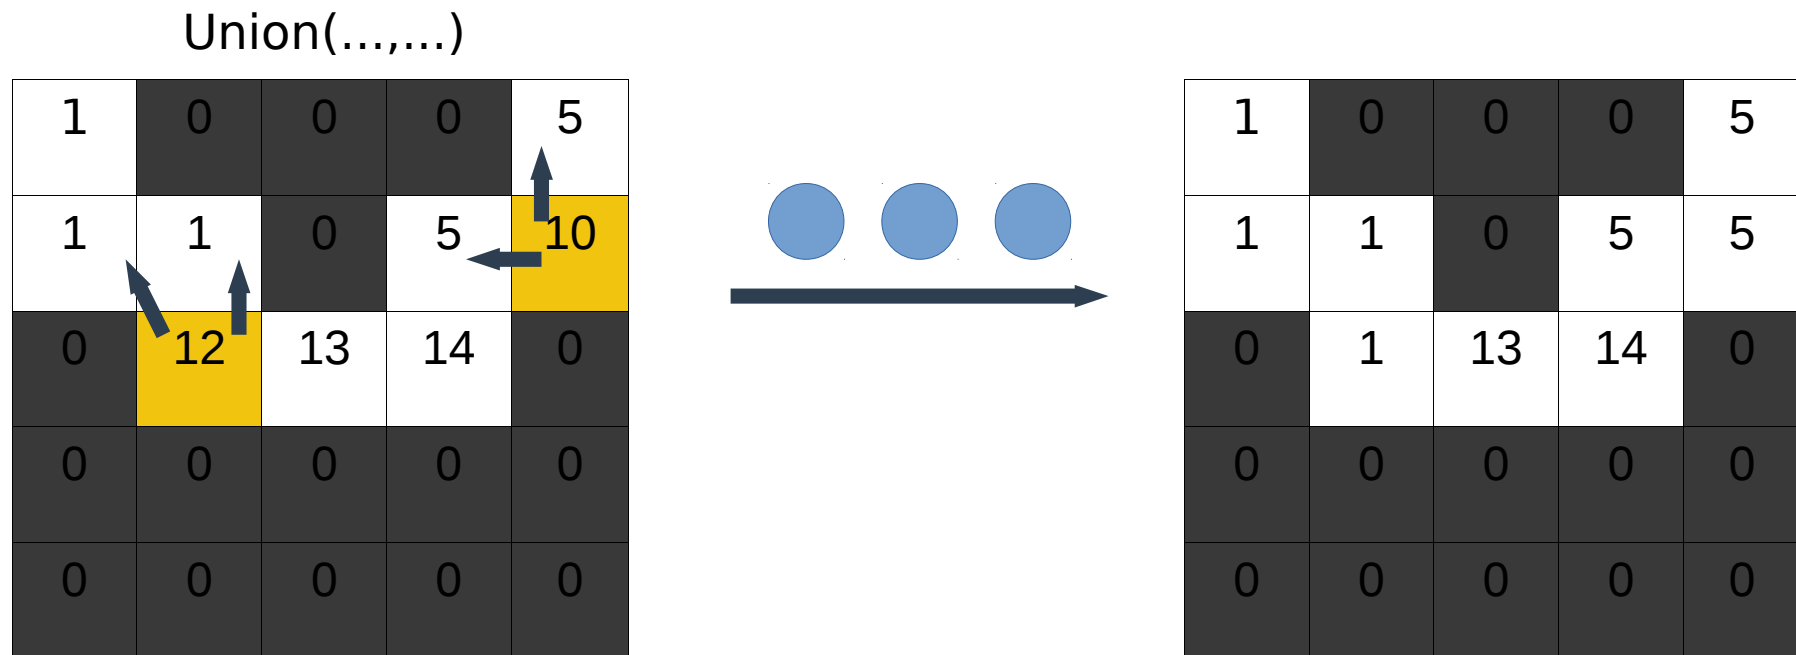 Union(...,...)
1 0 0 0 5 1 0 0 0 5
1 1 0 5 10 1 1 0 5 5
0 12 13 14 0 0 1 13 14 0
0 0 0 0 0 0 0 0 0 0
0 0 0 0 0 0 0 0 0 0